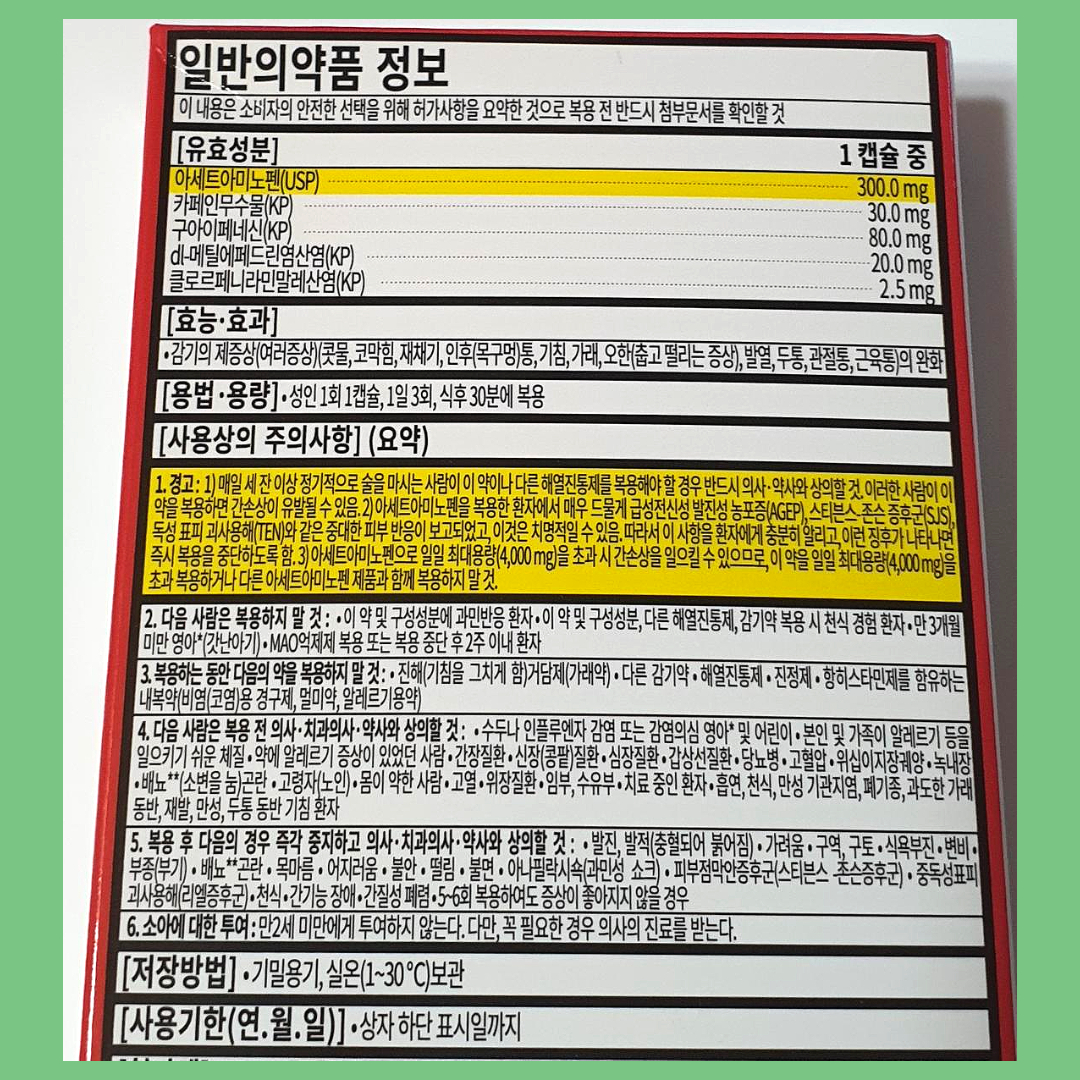 일반의약품 정보
이 내용은 소비자의 안전한 선택을 위해 허가사항을 요약한 것으로 복용 전 반드시 첨부문서를 확인할 것
[유효성분] 1 캡슐 중
아세트아미노펜(USP) 300.0 mg
카페인무수물(KP) 30.0 mg
구아이페네신(KP) 80.0 mg
dl-메틸에페드린염산염(KP) 20.0 mg
클로르페니라민말레산염(KP) 2.5 mg
[효능·효과]
•감기의 제증상(여러증상)(콧물, 코막힘, 재채기, 인후(목구멍)통, 기침, 가래, 오한(춥고 떨리는 증상), 발열, 두통, 관절통, 근육통)의 완화
[용법·용량] •성인 1회 1캡슐, 1일 3회, 식후 30분에 복용
[사용상의 주의사항] (요약)
1. 경고 : 1) 매일 세 잔 이상 정기적으로 술을 마시는 사람이 이 약이나 다른 해열진통제를 복용해야 할 경우 반드시 의사·약사와 상의할 것. 이러한 사람이 이
약을 복용하면 간손상이 유발될 수 있음. 2) 아세트아미노펜을 복용한 환자에서 매우 드물게 급성전신성 발진성 농포증(AGEP), 스티븐스-존슨 증후군(SJS),
독성 표피 괴사용해(TEN)와 같은 중대한 피부 반응이 보고되었고, 이것은 치명적일 수 있음. 따라서 이 사항을 환자에게 충분히 알리고, 이런 징후가 나타나면
즉시 복용을 중단하도록 함. 3) 아세트아미노펜으로 일일 최대용량(4,000 mg)을 초과 시 간손상을 일으킬 수 있으므로, 이 약을 일일 최대용량(4,000 mg)을
초과 복용하거나 다른 아세트아미노펜 제품과 함께 복용하지 말 것.
2. 다음 사람은 복용하지 말 것 : •이 약 및 구성성분에 과민반응 환자•이 약 및 구성성분, 다른 해열진통제, 감기약 복용 시 천식 경험 환자•만 3개월
미만 영아*(갓난아기)•MAO억제제 복용 또는 복용 중단 후 2주 이내 환자
3. 복용하는 동안 다음의 약을 복용하지 말 것 : •진해(기침을 그치게 함)거담제(가래약)•다른 감기약•해열진통제•진정제•항히스타민제를 함유하는
내복약(비염(코염)용 경구제, 멀미약, 알레르기용약)
4. 다음 사람은 복용 전 의사·치과의사·약사와 상의할 것 : •수두나 인플루엔자 감염 또는 감염의심 영아* 및 어린이•본인 및 가족이 알레르기 등을
일으키기 쉬운 체질•약에 알레르기 증상이 있었던 사람•간장질환•신장(콩팥)질환•심장질환•갑상선질환•당뇨병•고혈압•위십이지장궤양•녹내장
•배뇨**(소변을 눔)곤란•고령자(노인)•몸이 약한 사람•고열•위장질환•임부, 수유부•치료 중인 환자•흡연, 천식, 만성 기관지염, 폐기종, 과도한 가래
동반, 재발, 만성, 두통 동반 기침 환자
5. 복용 후 다음의 경우 즉각 중지하고 의사·치과의사·약사와 상의할 것 : •발진, 발적(충혈되어 붉어짐)•가려움•구역, 구토•식욕부진•변비•
부종(부기)•배뇨**곤란•목마름•어지러움•불안•떨림•불면•아나필락시쇽(과민성 쇼크)•피부점막안증후군(스티븐스-존슨증후군)•중독성표피
괴사용해(리엘증후군)•천식•간기능 장애•간질성 폐렴•5~6회 복용하여도 증상이 좋아지지 않을 경우
6. 소아에 대한 투여 : 만2세 미만에게 투여하지 않는다. 다만, 꼭 필요한 경우 의사의 진료를 받는다.
[저장방법] •기밀용기, 실온(1~30℃)보관
[사용기한(연.월.일)] •상자 하단 표시일까지